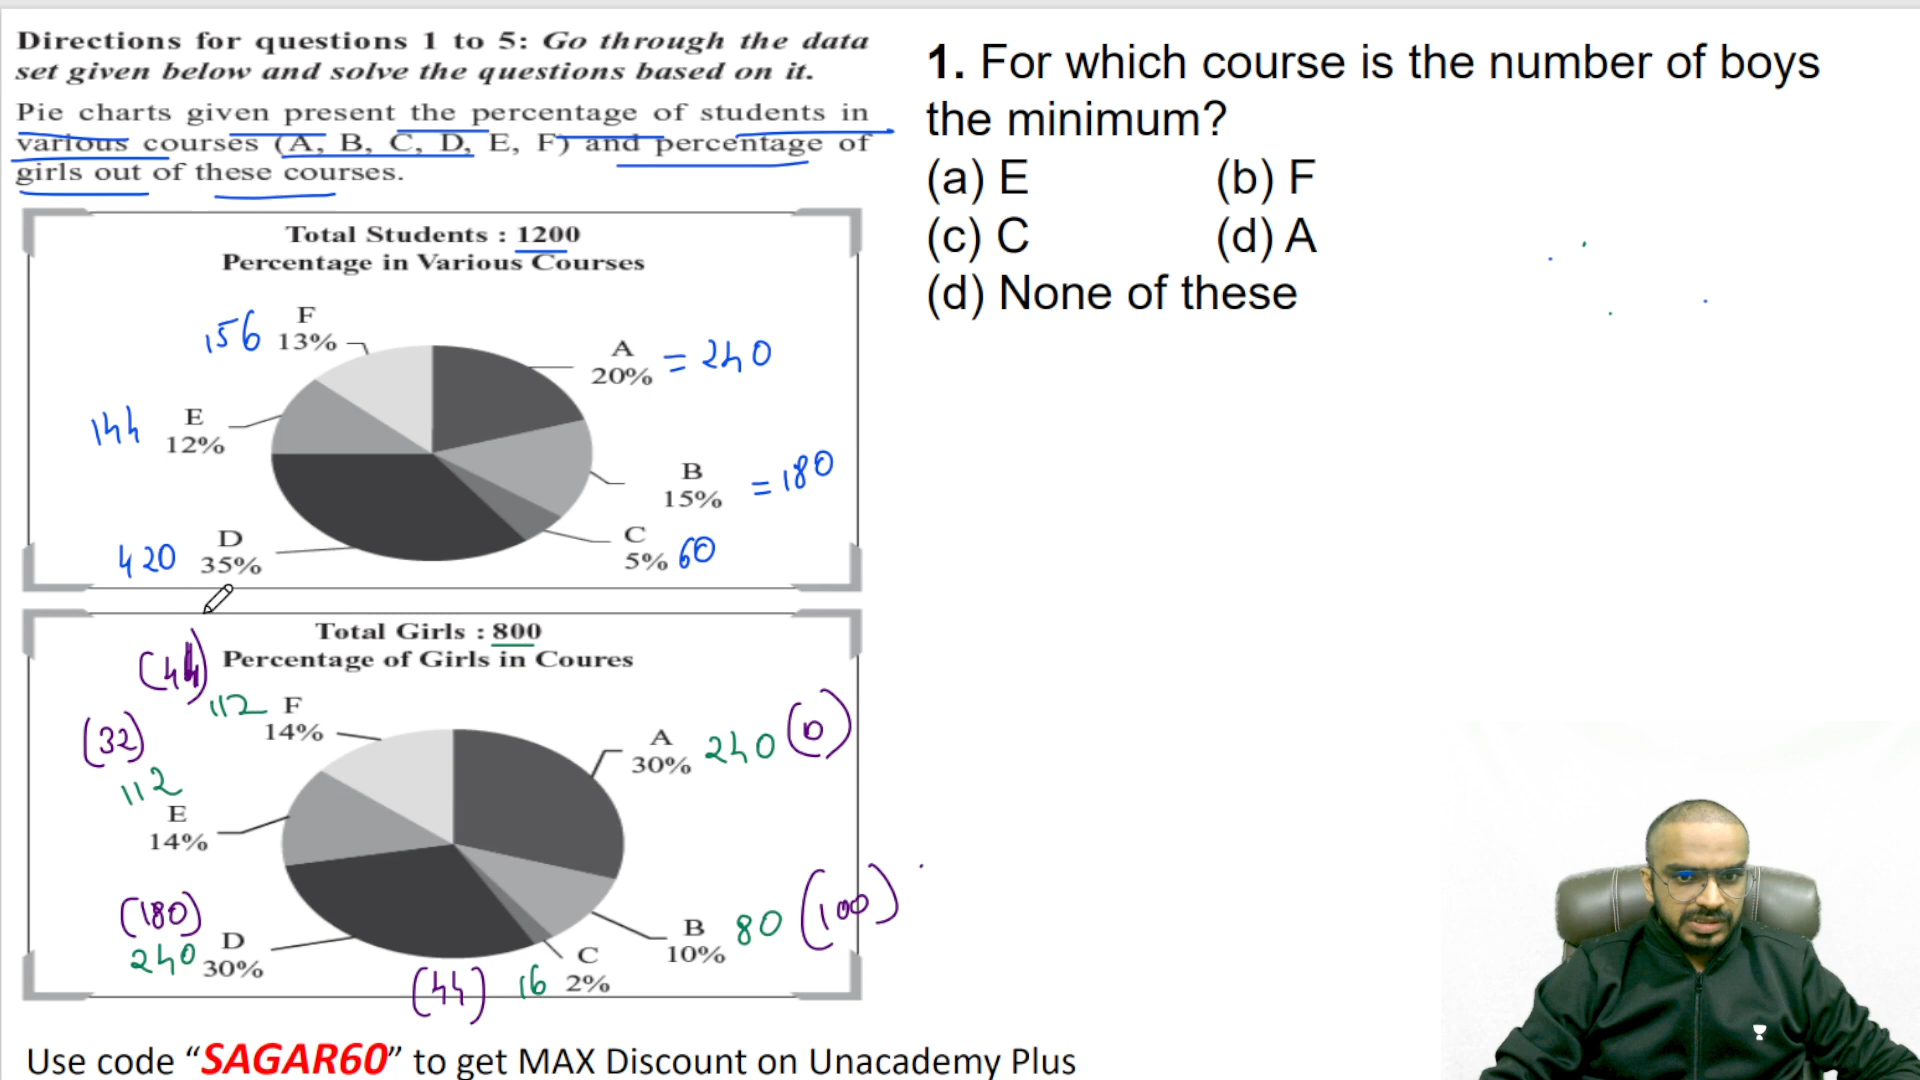 Directions for questions 1 to 5: Go through the data
set given below and solve the questions based on it.
Pie charts given present the percentage of students in
various courses (A, B, C, D, E, F) and percentage of
girls out of these courses.
Total Students : 1200
Percentage in Various Courses
156 F
13%
A
20% = 240
144 E
12%
B
15% = 180
420 D
35%
C
5% 60
Total Girls : 800
Percentage of Girls in Coures
(44)
112 F
14%
(32)
112
E
14%
A
30% 240 (0)
(180)
240 D
30%
B
10% 80 (100)
(44) 16 C
2%
Use code “SAGAR60” to get MAX Discount on Unacademy Plus
1. For which course is the number of boys
the minimum?
(a) E (b) F
(c) C (d) A
(d) None of these